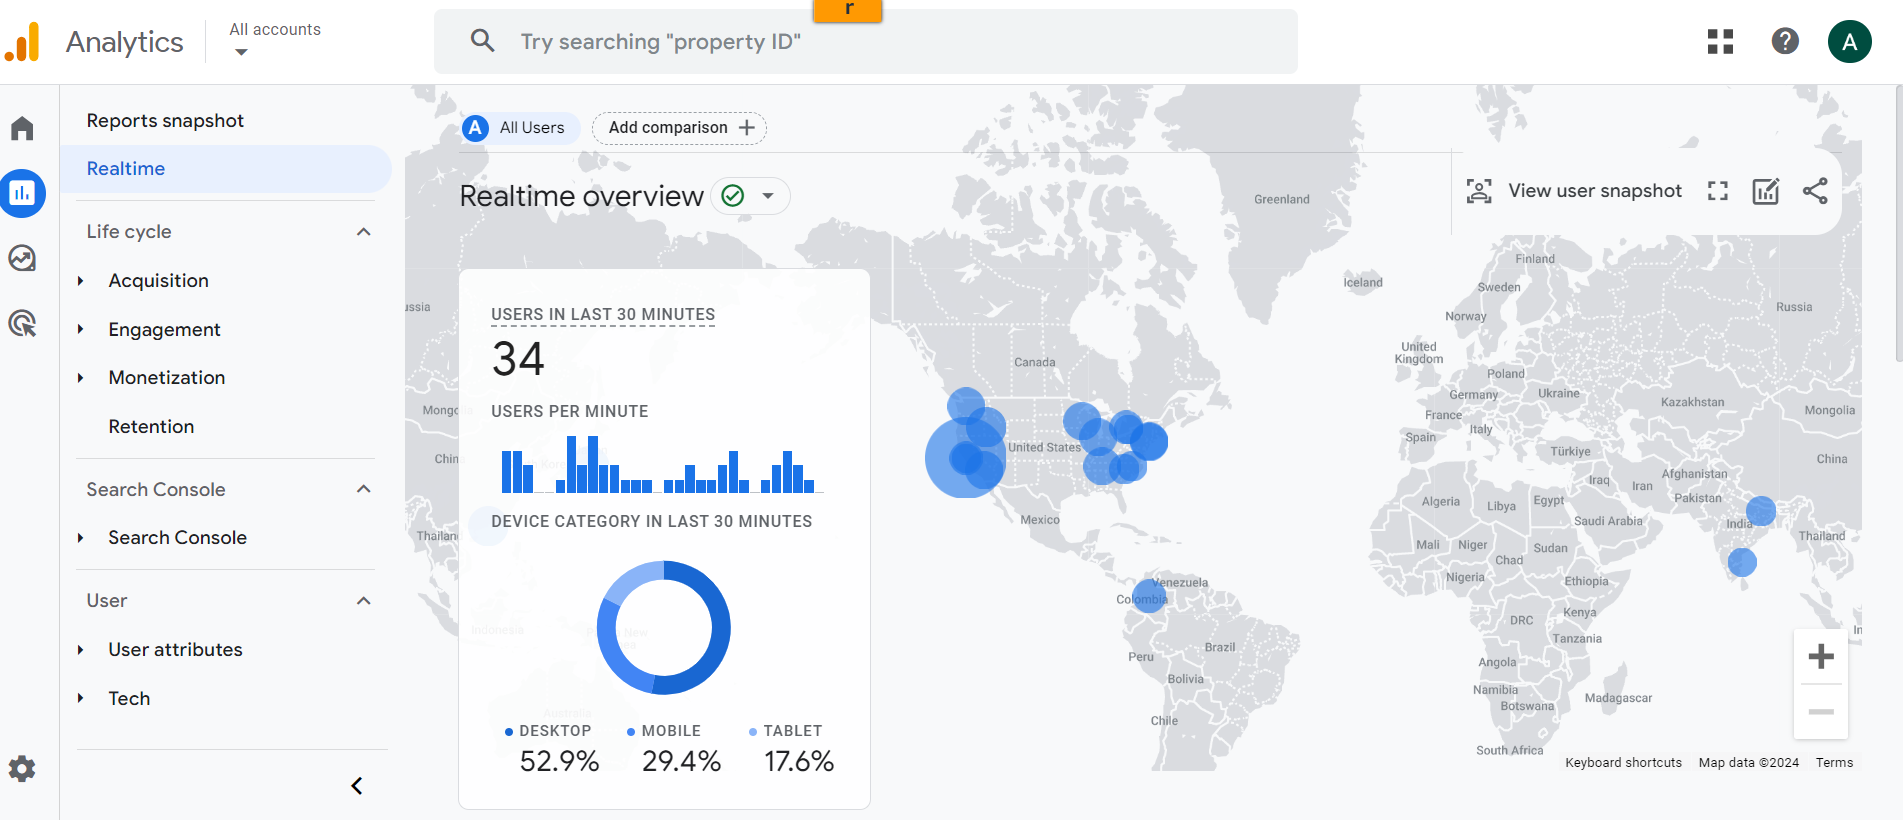 r
Analytics
All accounts
Try searching "property ID"
A
Reports snapshot
Realtime
Life cycle
Acquisition
Engagement
Monetization
Retention
Search Console
Search Console
User
User attributes
Tech
A All Users
Add comparison
Realtime overview
View user snapshot
USERS IN LAST 30 MINUTES
34
USERS PER MINUTE
DEVICE CATEGORY IN LAST 30 MINUTES
DESKTOP
52.9%
MOBILE
29.4%
TABLET
17.6%
Greenland
Iceland
Finland
Sweden
Norway
Russia
United
Kingdom
Canada
Poland
Germany
Ukraine
France
Kazakhstan
Mongolia
Spain
Italy
United States
Türkiye
China
Afghanistan
Iraq
Iran
Pakistan
Algeria
Libya
Egypt
Saudi Arabia
India
Thailand
Mexico
Mali
Niger
Chad
Sudan
Nigeria
Ethiopia
Venezuela
Colombia
DRC
Kenya
Tanzania
Brazil
Peru
Bolivia
Angola
Namibia
Botswana
Madagascar
Chile
South Africa
ussia
Mongo
Chin
Thailan
Indonesia
Australia
In
Keyboard shortcuts
Map data ©2024
Terms